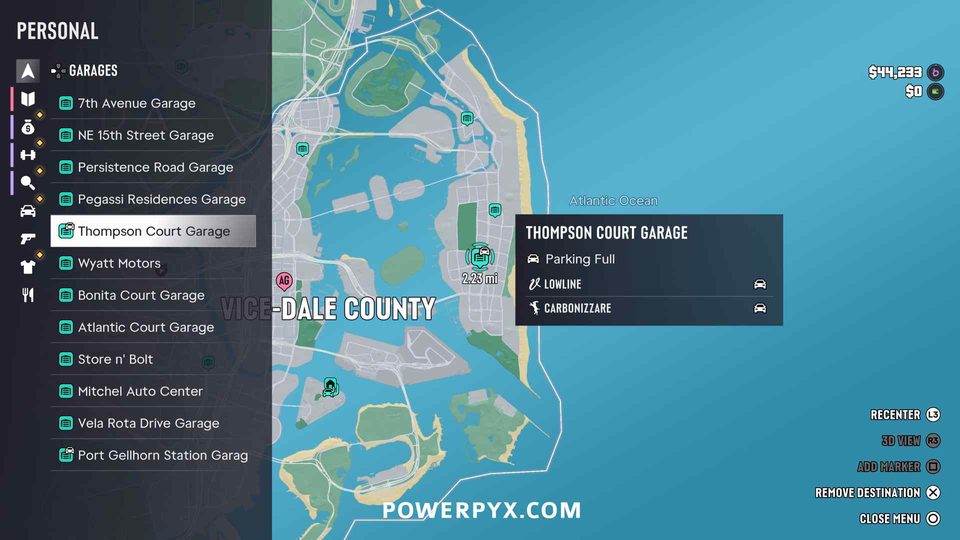 PERSONAL
GARAGES
7th Avenue Garage
NE 15th Street Garage
Persistence Road Garage
Pegassi Residences Garage
Thompson Court Garage
Wyatt Motors
Bonita Court Garage
Atlantic Court Garage
Store n' Bolt
Mitchel Auto Center
Vela Rota Drive Garage
Port Gellhorn Station Garag
$44,233
$0
Atlantic Ocean
THOMPSON COURT GARAGE
Parking Full
LOWLINE
CARBONIZZARE
2.23 mi
AG
VICE-DALE COUNTY
RECENTER L3
3D VIEW R3
ADD MARKER
REMOVE DESTINATION
CLOSE MENU
POWERPYX.COM